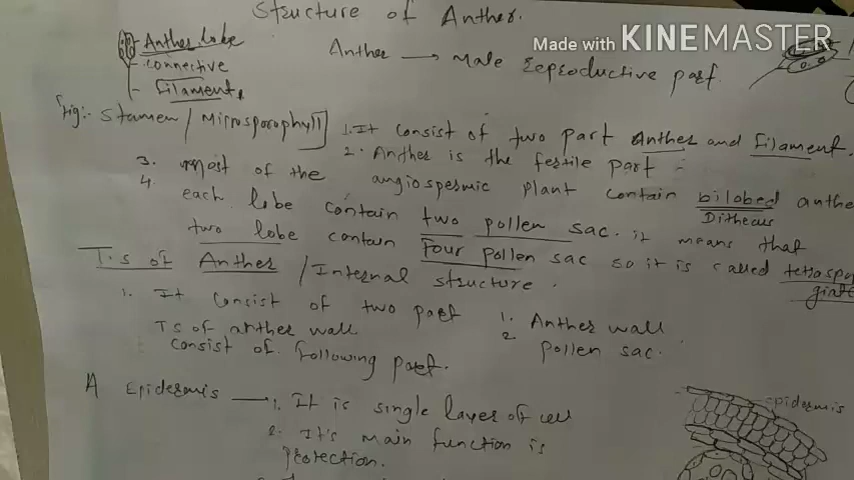 Structure of Anther.
Made with KINEMASTER
Anther lobe
connective
Filament
Anther → Male reproductive part
Fig:- Stamen / Microsporophyll
1. It consist of two part Anther and Filament.
2. Anther is the fertile part
3. most of the angiospermic plant contain bilobed anthe
Dithecus
4. each lobe contain two pollen sac. it means that
two lobe contain Four pollen sac so it is called tetraspo
giate
T.s of Anther / Internal structure.
1. It consist of two part
1. Anther wall
2 Pollen sac.
Ts of anther wall
consist of following part.
A Epidermis → 1. It is single layer of cell
2. It's main function is
protection.
epidermis